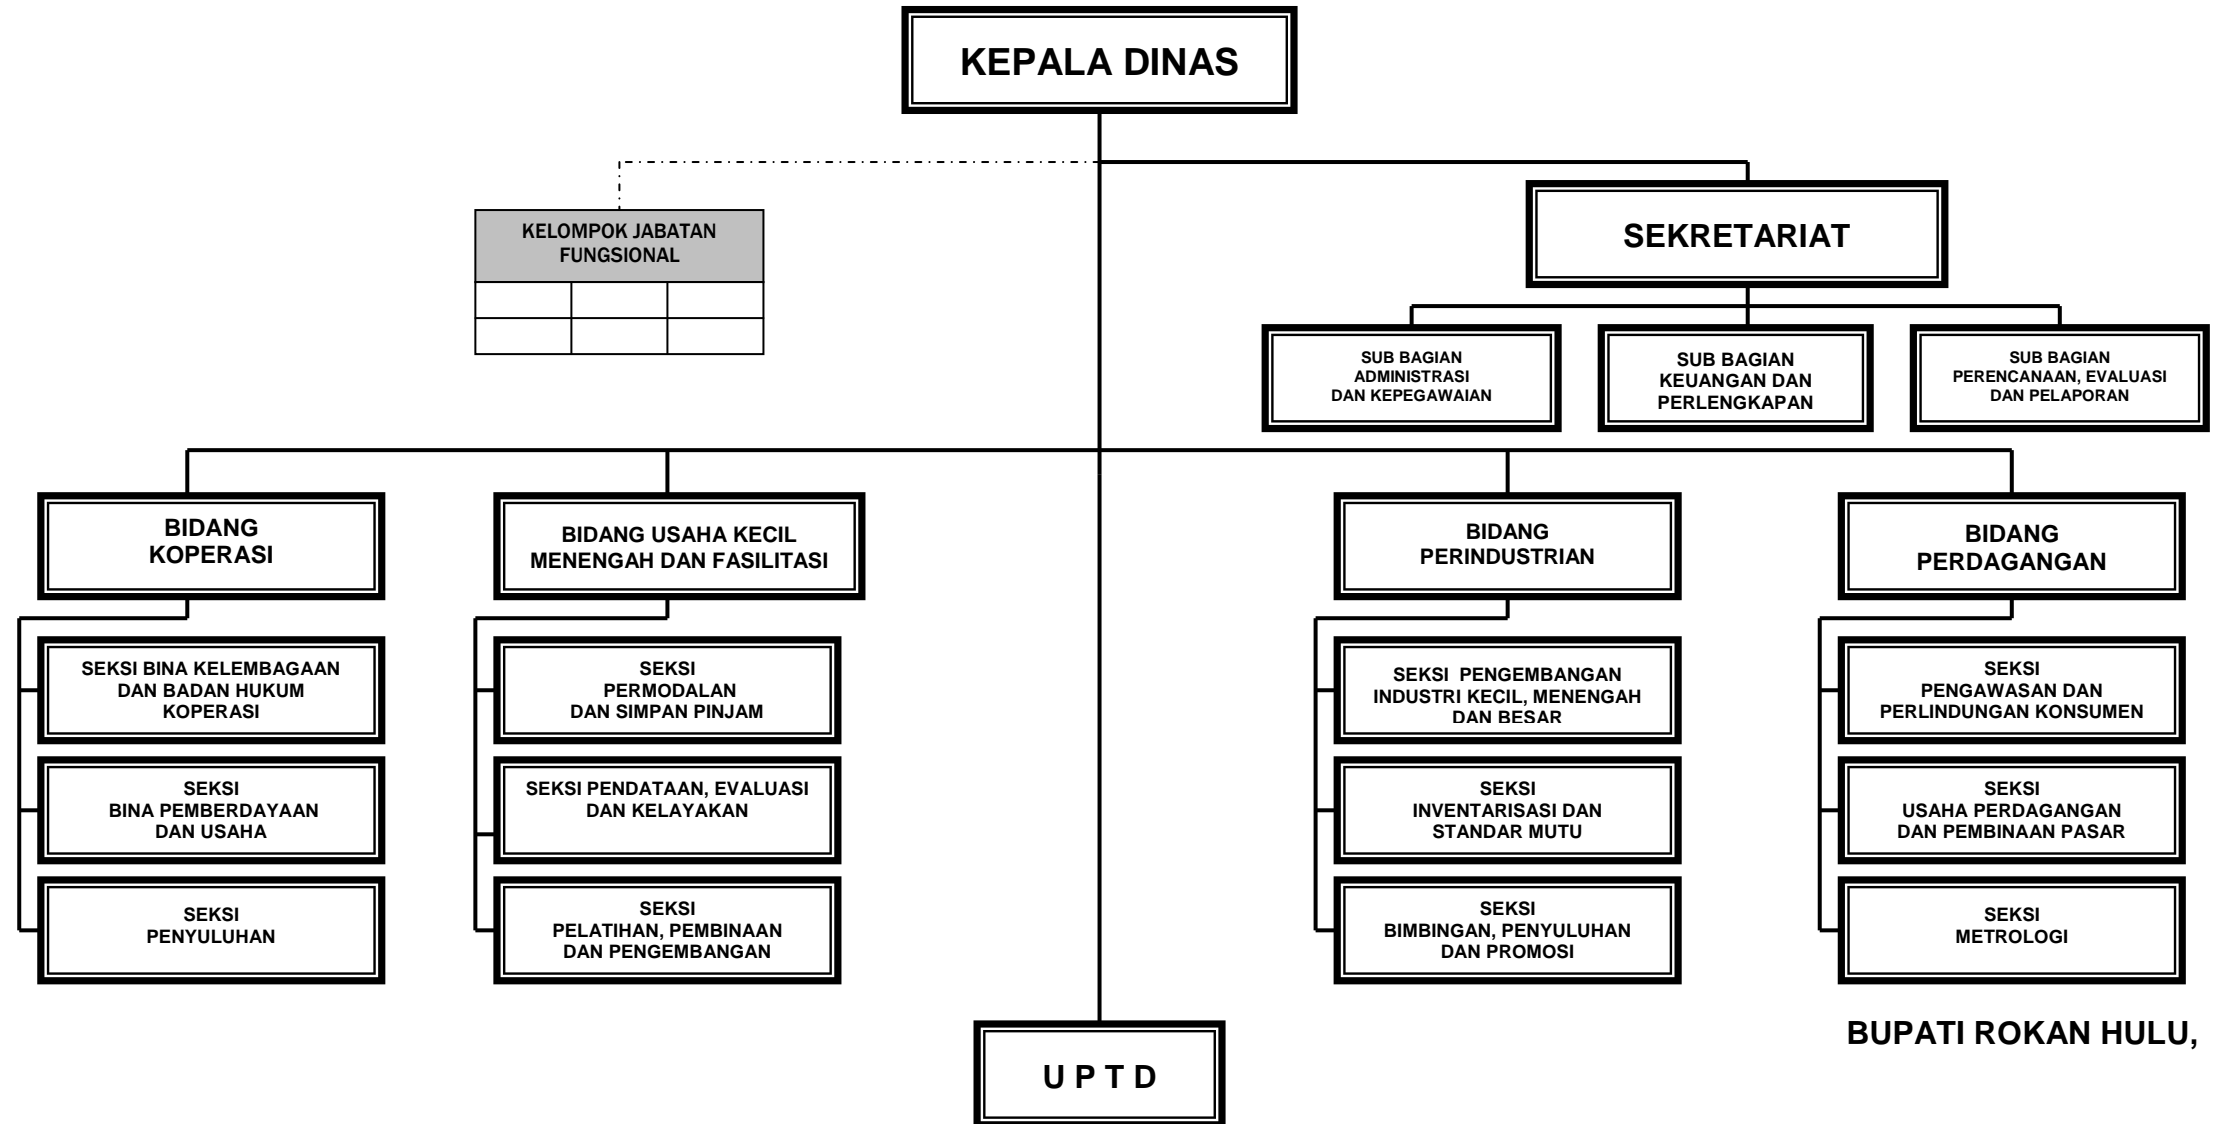 KEPALA DINAS
KELOMPOK JABATAN
FUNGSIONAL
SEKRETARIAT
SUB BAGIAN
ADMINISTRASI
DAN KEPEGAWAIAN
SUB BAGIAN
KEUANGAN DAN
PERLENGKAPAN
SUB BAGIAN
PERENCANAAN, EVALUASI
DAN PELAPORAN
BIDANG
KOPERASI
BIDANG USAHA KECIL
MENENGAH DAN FASILITASI
BIDANG
PERINDUSTRIAN
BIDANG
PERDAGANGAN
SEKSI BINA KELEMBAGAAN
DAN BADAN HUKUM
KOPERASI
SEKSI
PERMODALAN
DAN SIMPAN PINJAM
SEKSI  PENGEMBANGAN
INDUSTRI KECIL, MENENGAH
DAN BESAR
SEKSI
PENGAWASAN DAN
PERLINDUNGAN KONSUMEN
SEKSI
BINA PEMBERDAYAAN
DAN USAHA
SEKSI PENDATAAN, EVALUASI
DAN KELAYAKAN
SEKSI
INVENTARISASI DAN
STANDAR MUTU
SEKSI
USAHA PERDAGANGAN
DAN PEMBINAAN PASAR
SEKSI
PENYULUHAN
SEKSI
PELATIHAN, PEMBINAAN
DAN PENGEMBANGAN
SEKSI
BIMBINGAN, PENYULUHAN
DAN PROMOSI
SEKSI
METROLOGI
BUPATI ROKAN HULU,
U P T D